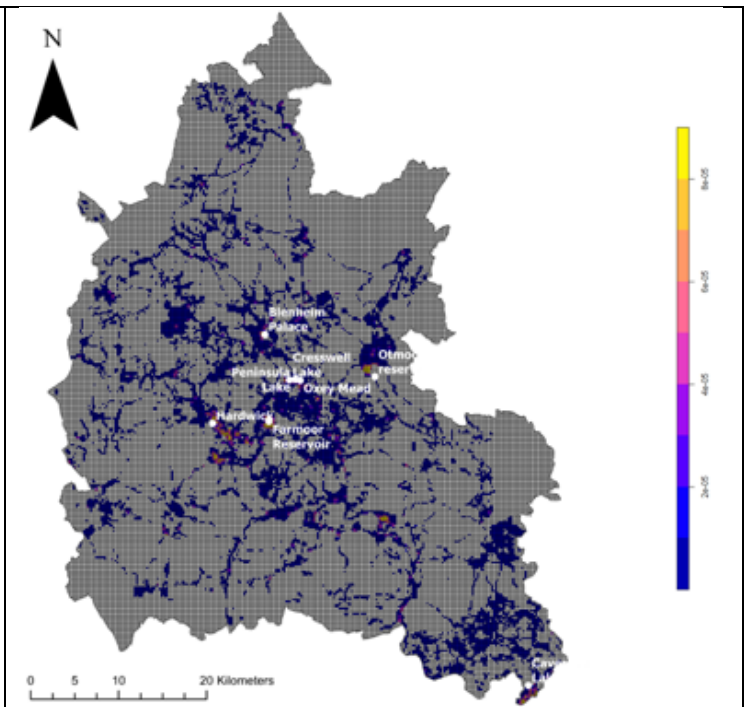 N
Blenheim
Palace
Cresswell
Lake
Peninsula
Lake
Oxey Mead
Otmoo
reser
Hardwick
Farmoor
Reservoir
8e-05
6e-05
4e-05
2e-05
0 5 10 20 Kilometers